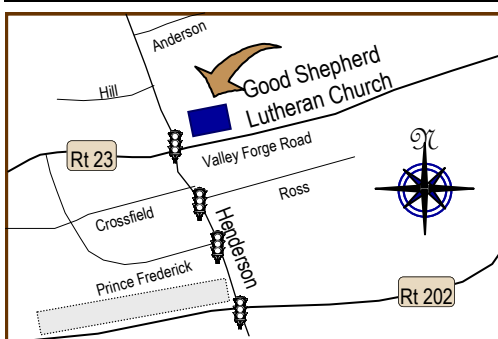 Anderson
Good Shepherd
Lutheran Church
Hill
Rt 23
Valley Forge Road
N
Ross
Crossfield
Henderson
Prince Frederick
Rt 202